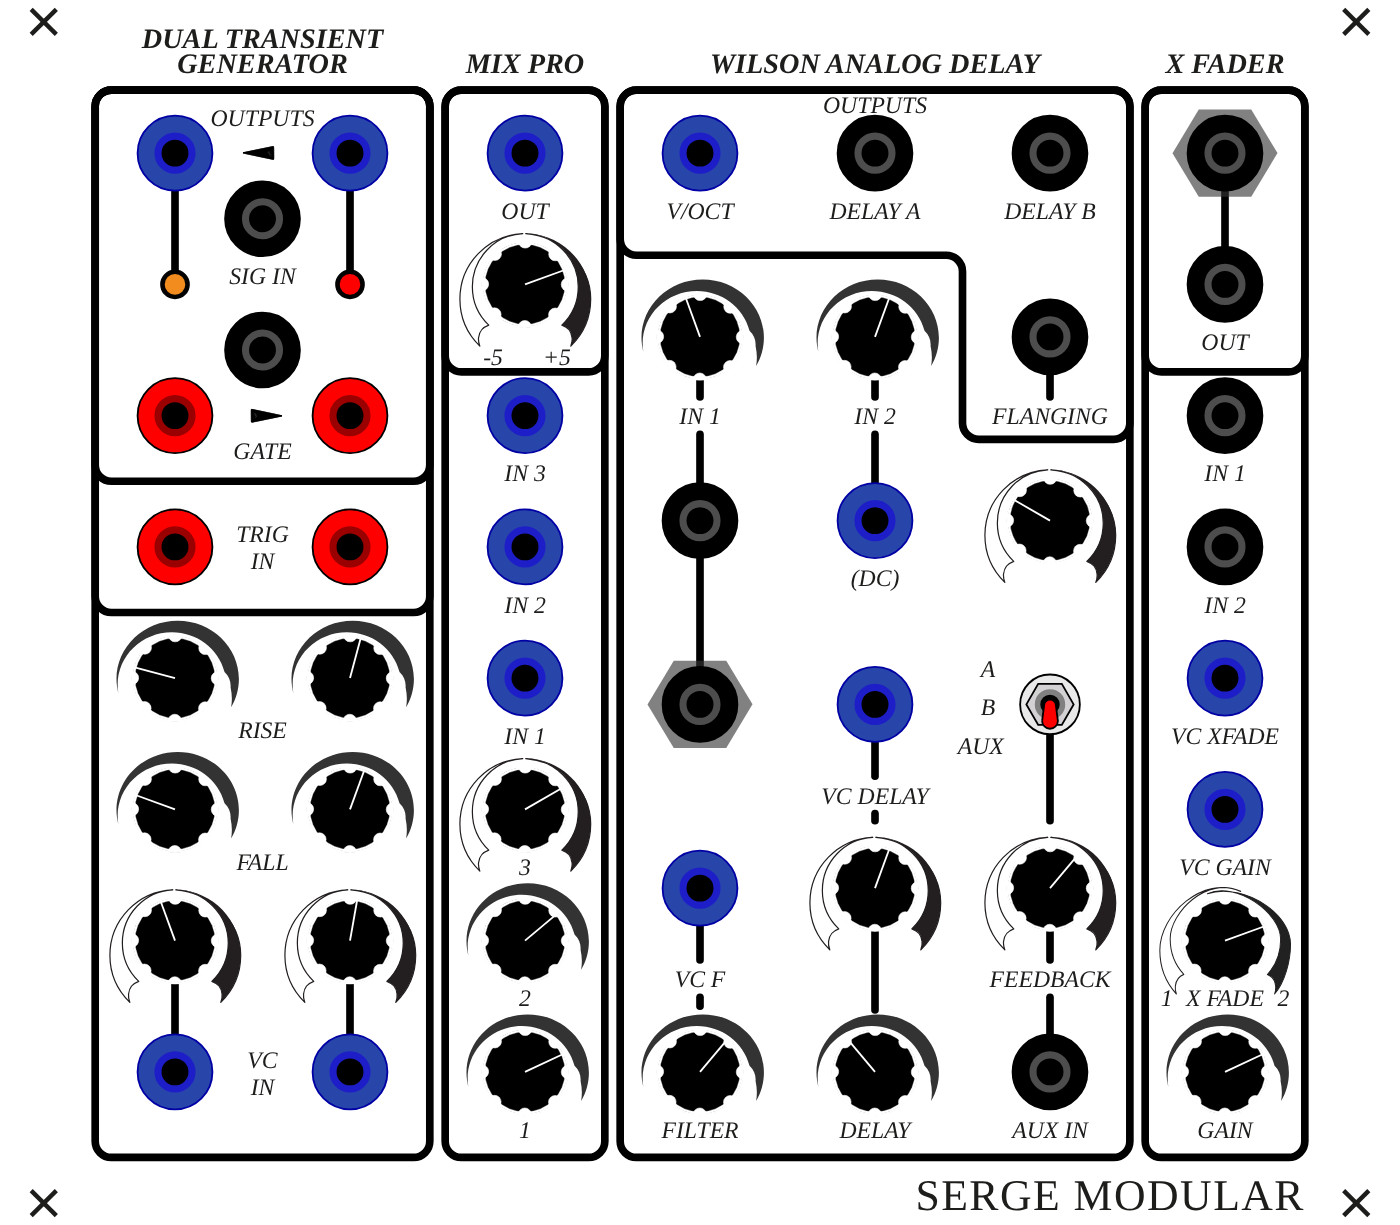 DUAL TRANSIENT
GENERATOR
OUTPUTS
SIG IN
GATE
TRIG
IN
RISE
FALL
VC
IN
MIX PRO
OUT
-5 +5
IN 3
IN 2
IN 1
3
2
1
WILSON ANALOG DELAY
OUTPUTS
V/OCT DELAY A DELAY B
IN 1 IN 2 FLANGING
(DC)
A
B
AUX
VC DELAY
VC F FEEDBACK
FILTER DELAY AUX IN
X FADER
OUT
IN 1
IN 2
VC XFADE
VC GAIN
1 X FADE 2
GAIN
SERGE MODULAR